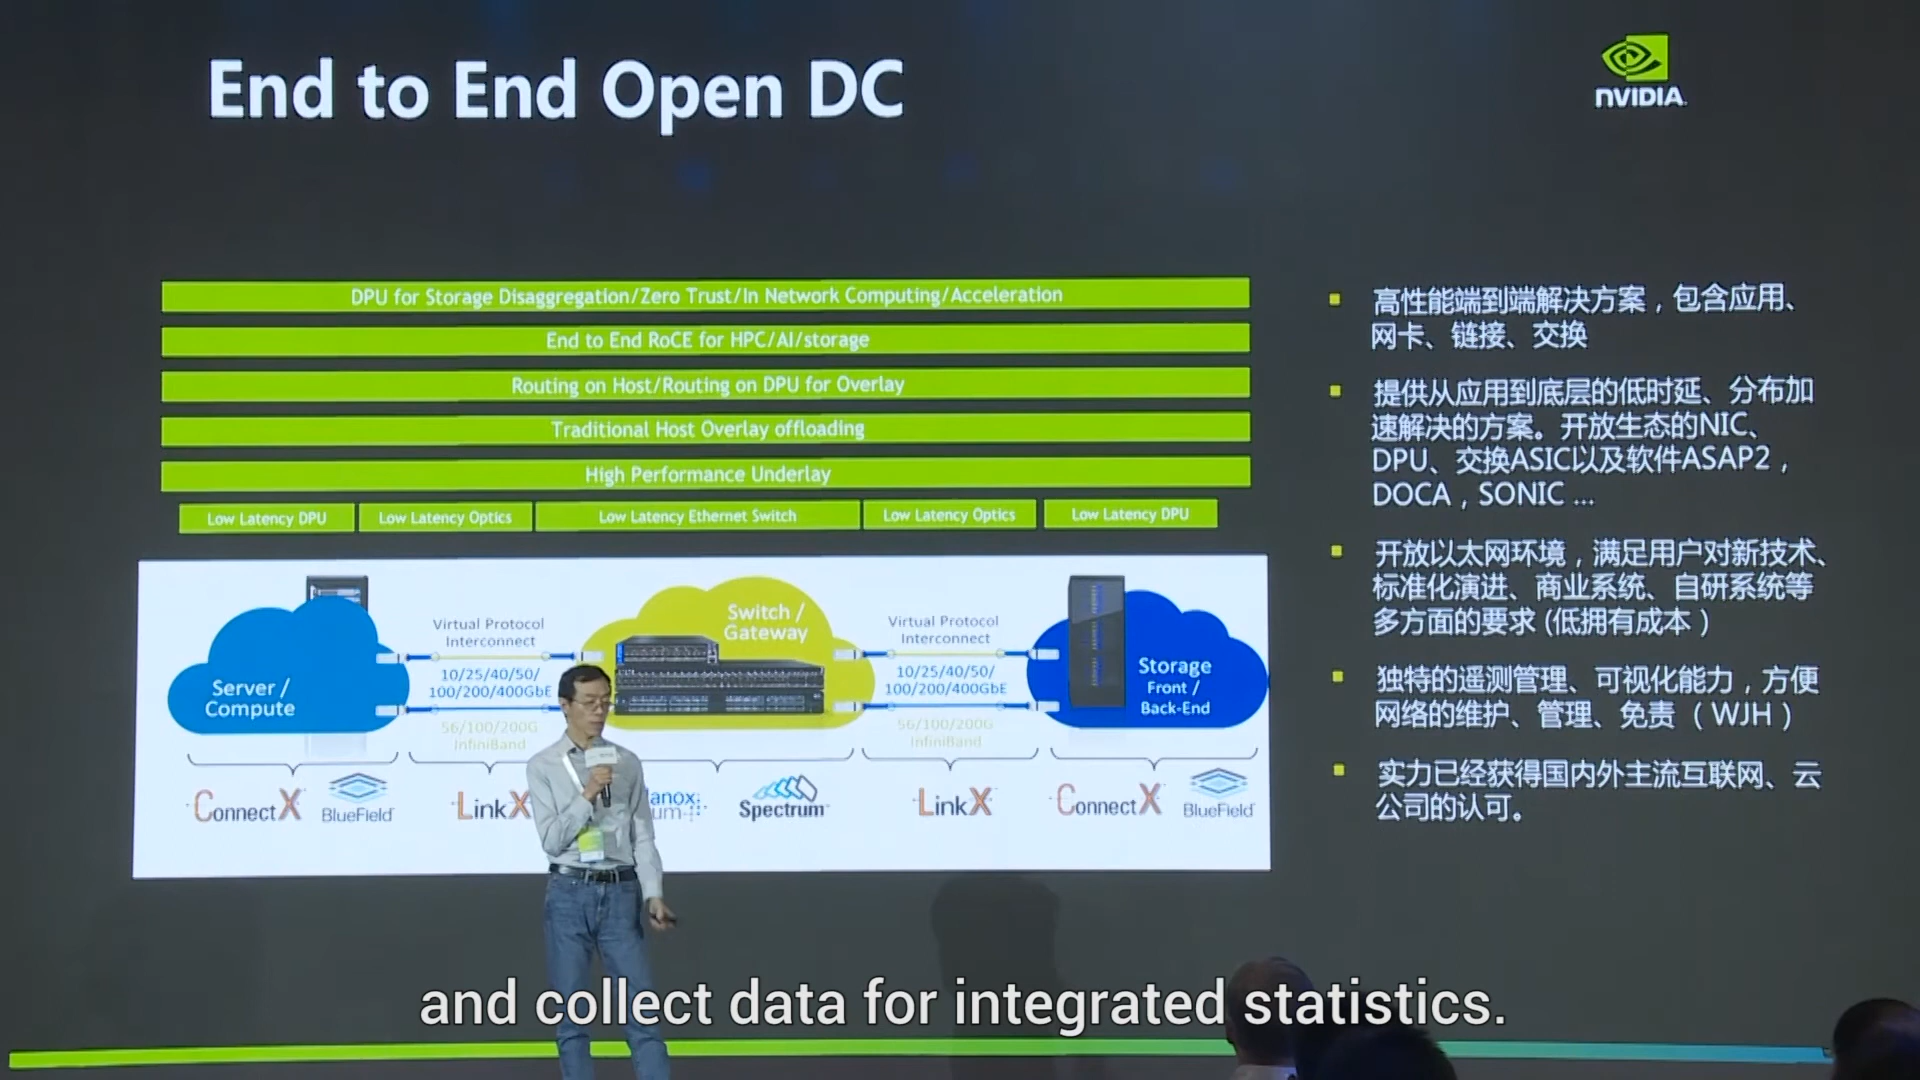 End to End Open DC
NVIDIA
DPU for Storage Disaggregation/Zero Trust/In Network Computing/Acceleration
End to End RoCE for HPC/AI/storage
Routing on Host/Routing on DPU for Overlay
Traditional Host Overlay offloading
High Performance Underlay
Low Latency DPU
Low Latency Optics
Low Latency Ethernet Switch
Low Latency Optics
Low Latency DPU
Server /
Compute
Virtual Protocol
Interconnect
10/25/40/50/
100/200/400GbE
56/100/200G
InfiniBand
Switch /
Gateway
Virtual Protocol
Interconnect
10/25/40/50/
100/200/400GbE
56/100/200G
InfiniBand
Storage
Front /
Back-End
ConnectX
BlueField
LinkX
Spectrum
LinkX
ConnectX
BlueField
高性能端到端解决方案，包含应用、
网卡、链接、交换
提供从应用到底层的低时延、分布加
速解决的方案。开放生态的NIC、
DPU、交换ASIC以及软件ASAP2，
DOCA，SONIC ...
开放以太网环境，满足用户对新技术、
标准化演进、商业系统、自研系统等
多方面的要求 (低拥有成本）
独特的遥测管理、可视化能力，方便
网络的维护、管理、免责 （WJH）
实力已经获得国内外主流互联网、云
公司的认可。
and collect data for integrated statistics.